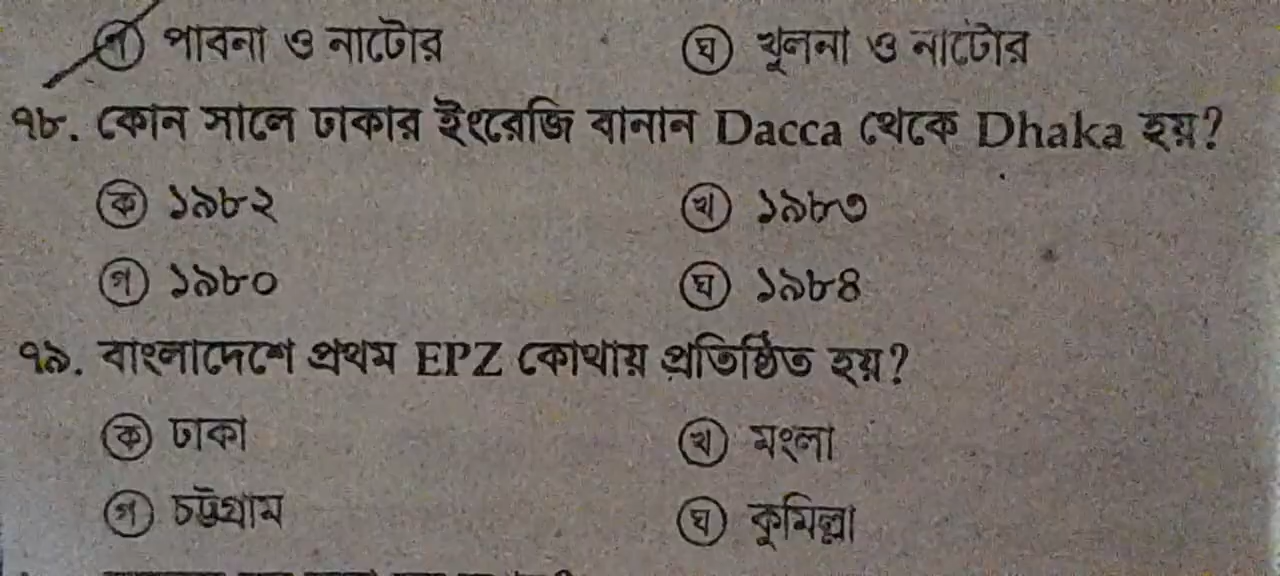 গ পাবনা ও নাটোর ঘ খুলনা ও নাটোর
৭৮. কোন সালে ঢাকার ইংরেজি বানান Dacca থেকে Dhaka হয়?
ক ১৯৮২ খ ১৯৮৩
গ ১৯৮০ ঘ ১৯৮৪
৭৯. বাংলাদেশে প্রথম EPZ কোথায় প্রতিষ্ঠিত হয়?
ক ঢাকা খ মংলা
গ চট্টগ্রাম ঘ কুমিল্লা